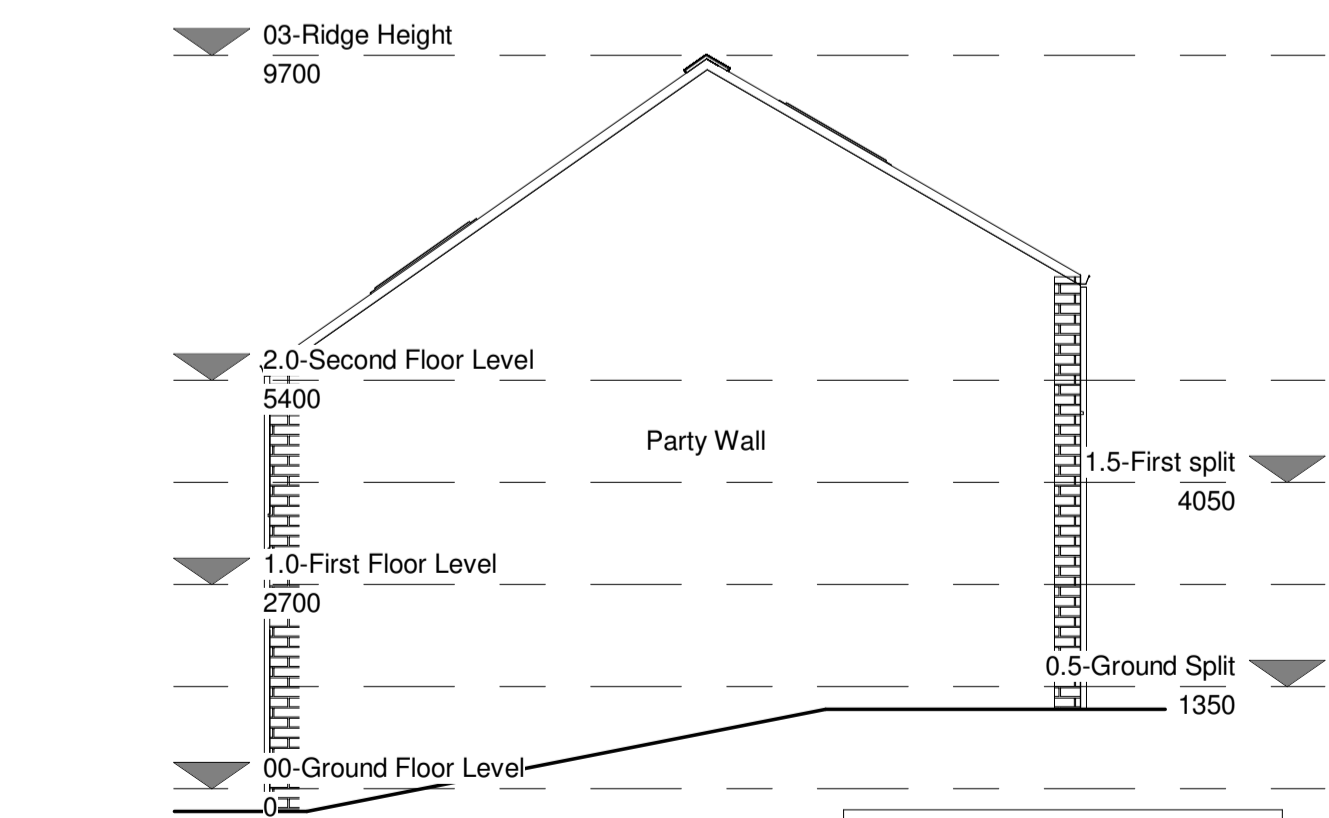 03-Ridge Height
9700
2.0-Second Floor Level
5400
Party Wall
1.5-First split
4050
1.0-First Floor Level
2700
0.5-Ground Split
1350
00-Ground Floor Level
0